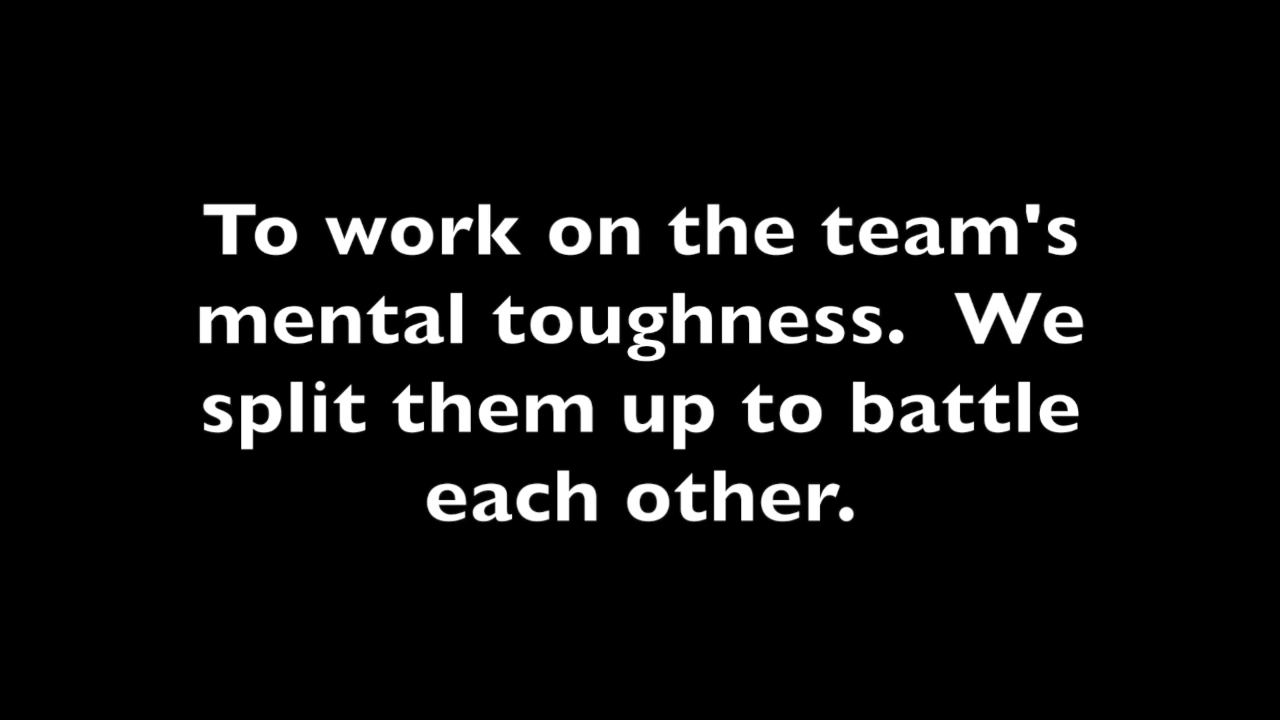 To work on the team's
mental toughness.  We
split them up to battle
each other.